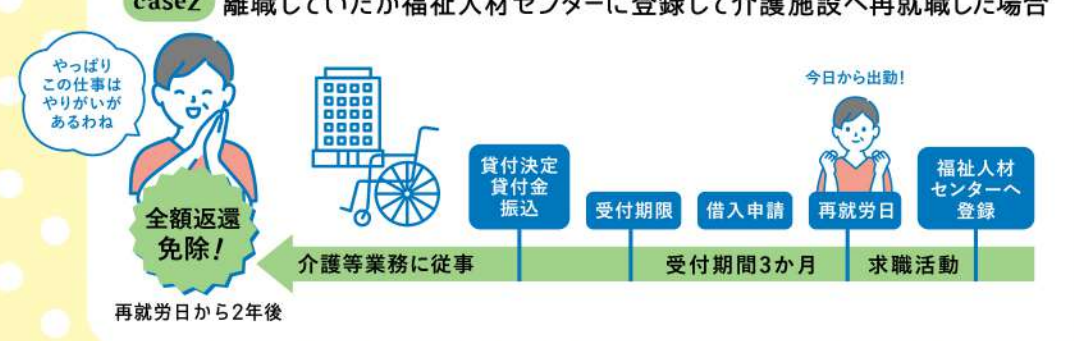 case2 離職していたが福祉人材センターに登録して介護施設へ再就職した場合
やっぱり
この仕事は
やりがいが
あるわね
今日から出勤!
貸付決定
貸付金
振込
受付期限
借入申請
再就労日
福祉人材
センターへ
登録
全額返還
免除!
介護等業務に従事
受付期間3か月
求職活動
再就労日から2年後